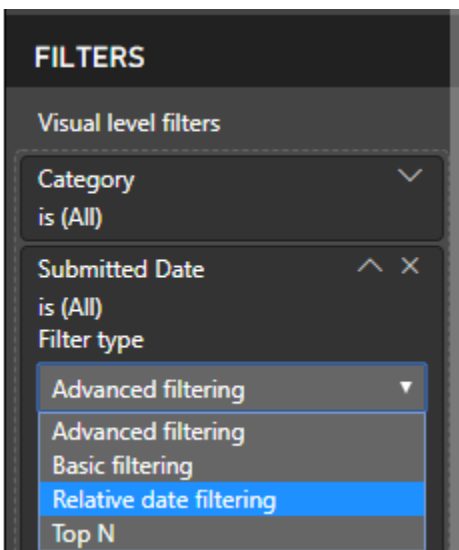 FILTERS
Visual level filters
Category
is (All)
Submitted Date
is (All)
Filter type
Advanced filtering
Advanced filtering
Basic filtering
Relative date filtering
Top N